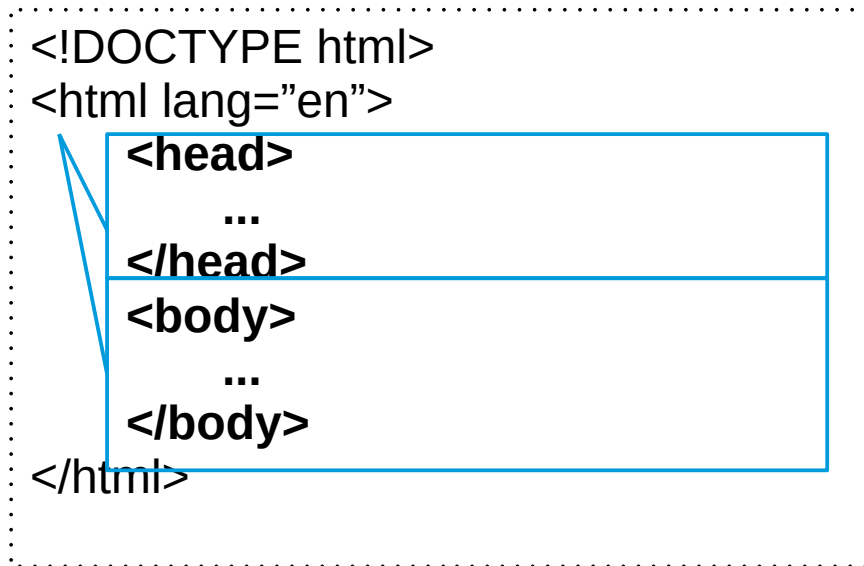 <!DOCTYPE html>
<html lang=”en”>
<head>
...
</head>
<body>
...
</body>
</html>